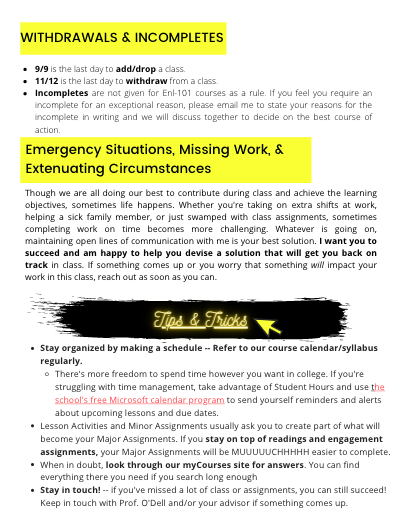 WITHDRAWALS & INCOMPLETES
• 9/9 is the last day to add/drop a class.
• 11/12 is the last day to withdraw from a class.
• Incompletes are not given for Enl-101 courses as a rule. If you feel you require an
incomplete for an exceptional reason, please email me to state your reasons for the
incomplete in writing and we will discuss together to decide on the best course of
action.
Emergency Situations, Missing Work, &
Extenuating Circumstances
Though we are all doing our best to contribute during class and achieve the learning
objectives, sometimes life happens. Whether you're taking on extra shifts at work,
helping a sick family member, or just swamped with class assignments, sometimes
completing work on time becomes more challenging. Whatever is going on,
maintaining open lines of communication with me is your best solution. I want you to
succeed and am happy to help you devise a solution that will get you back on
track in class. If something comes up or you worry that something will impact your
work in this class, reach out as soon as you can.
Tips & Tricks
• Stay organized by making a schedule -- Refer to our course calendar/syllabus
regularly.
○ There's more freedom to spend time however you want in college. If you're
struggling with time management, take advantage of Student Hours and use the
school's free Microsoft calendar program to send yourself reminders and alerts
about upcoming lessons and due dates.
• Lesson Activities and Minor Assignments usually ask you to create part of what will
become your Major Assignments. If you stay on top of readings and engagement
assignments, your Major Assignments will be MUUUUUCHHHHH easier to complete.
• When in doubt, look through our myCourses site for answers. You can find
everything there you need if you search long enough
• Stay in touch! -- if you've missed a lot of class or assignments, you can still succeed!
Keep in touch with Prof. O'Dell and/or your advisor if something comes up.